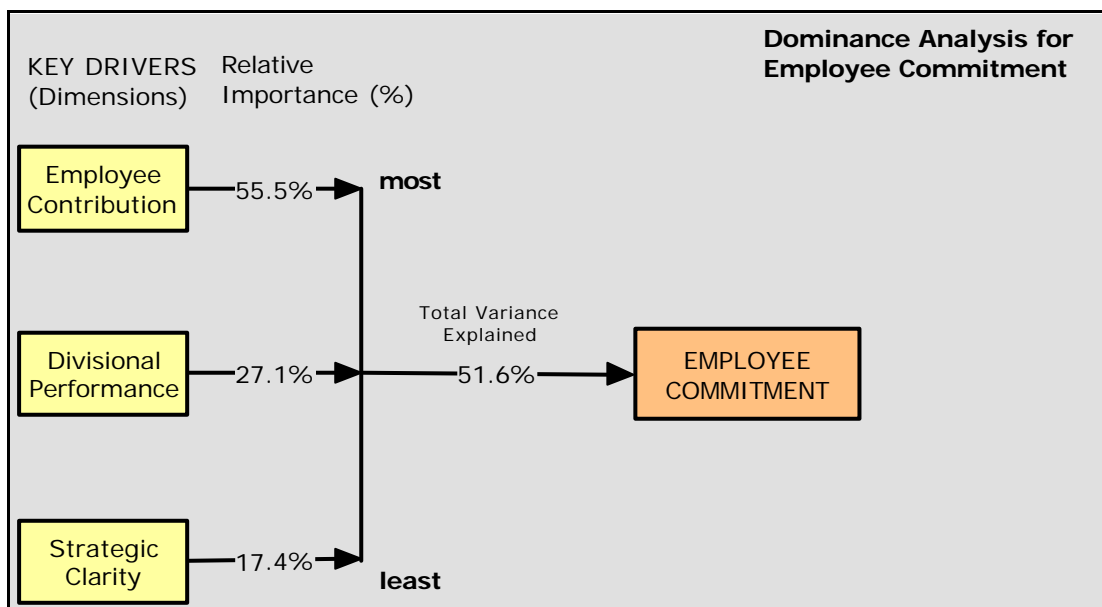 Dominance Analysis for
Employee Commitment
KEY DRIVERS
(Dimensions)
Relative
Importance (%)
Employee
Contribution
55.5%
most
Total Variance
Explained
Divisional
Performance
27.1%
51.6%
EMPLOYEE
COMMITMENT
Strategic
Clarity
17.4%
least